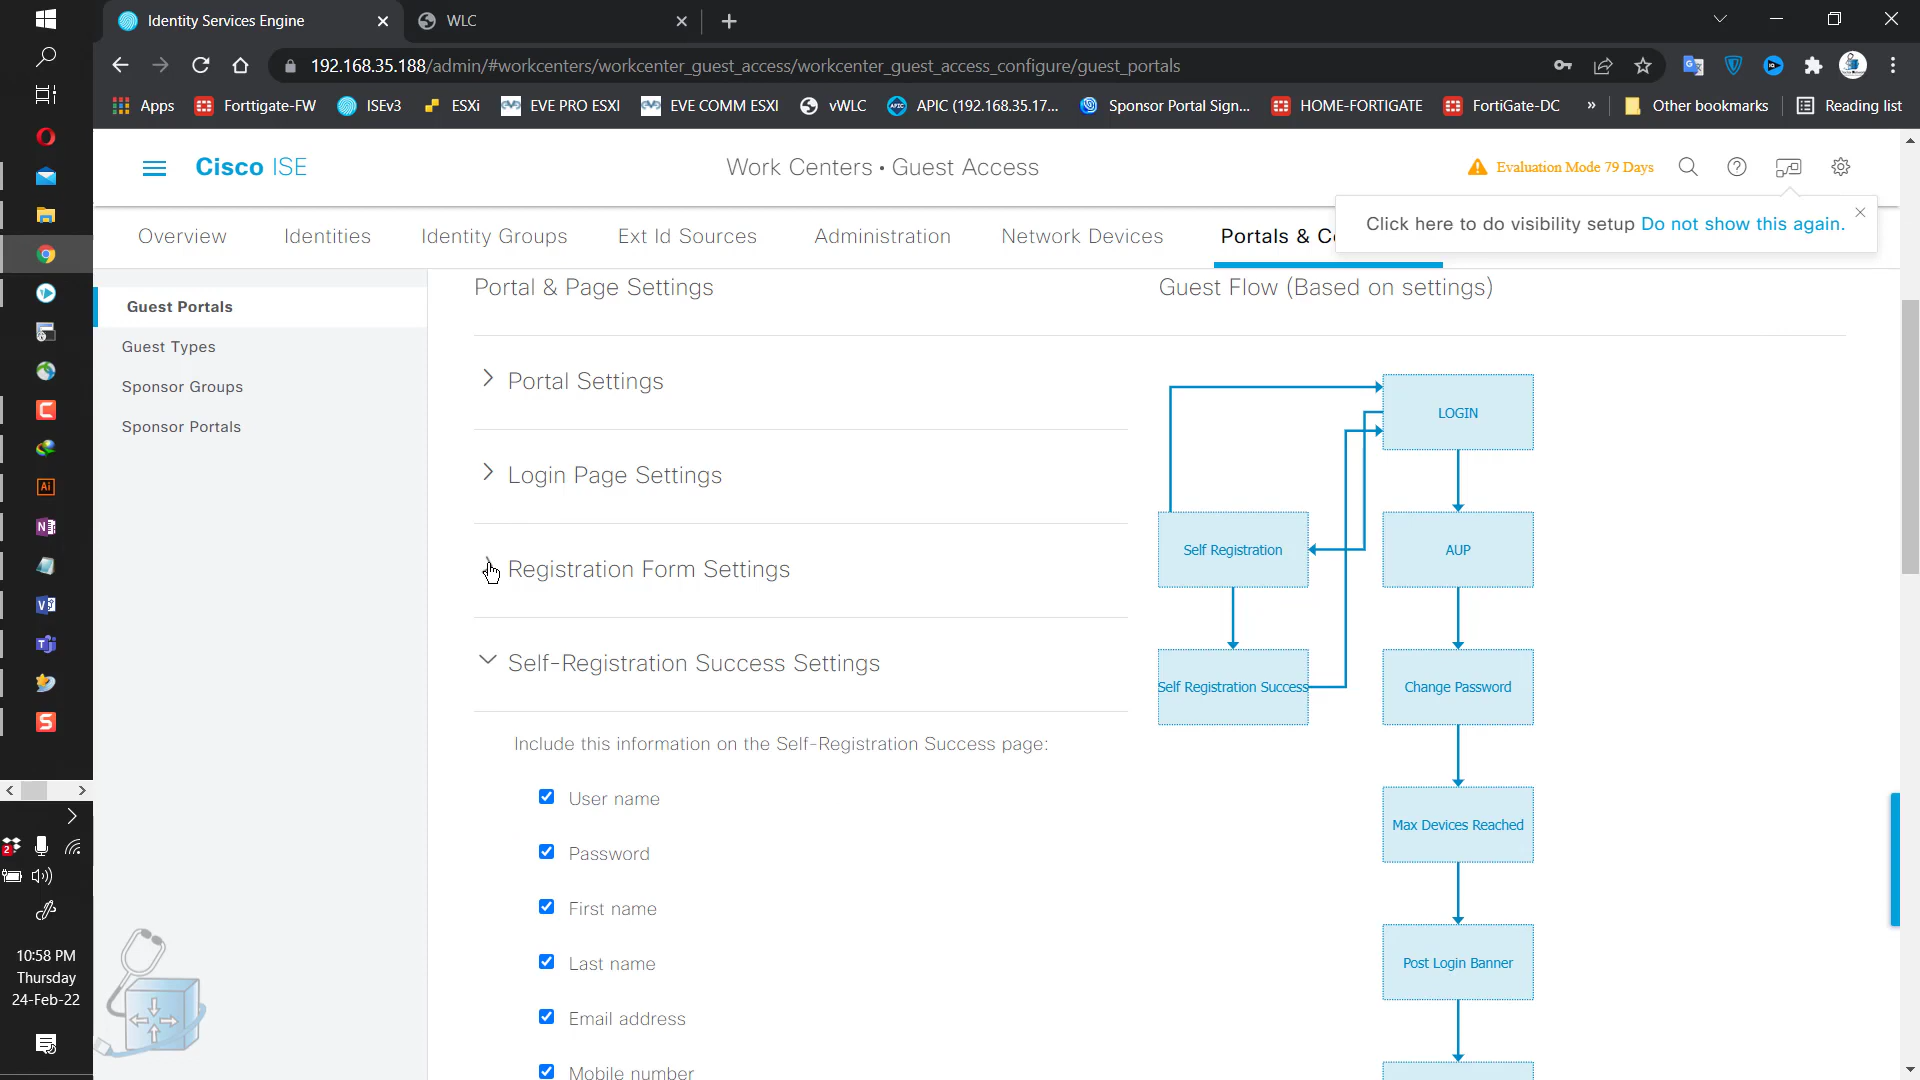 Identity Services Engine
WLC
192.168.35.188/admin/#workcenters/workcenter_guest_access/workcenter_guest_access_configure/guest_portals
Apps
Fortigate-FW
ISEv3
ESXi
EVE PRO ESXI
EVE COMM ESXI
vWLC
APIC (192.168.35.17...
Sponsor Portal Sign...
HOME-FORTIGATE
FortiGate-DC
»
Other bookmarks
Reading list
Cisco ISE
Work Centers • Guest Access
Evaluation Mode 79 Days
Click here to do visibility setup Do not show this again.
Overview
Identities
Identity Groups
Ext Id Sources
Administration
Network Devices
Portals & Co
Guest Portals
Guest Types
Sponsor Groups
Sponsor Portals
Portal & Page Settings
Portal Settings
Login Page Settings
Registration Form Settings
Self-Registration Success Settings
Include this information on the Self-Registration Success page:
User name
Password
First name
Last name
Email address
Mobile number
Guest Flow (Based on settings)
LOGIN
Self Registration
AUP
Self Registration Success
Change Password
Max Devices Reached
Post Login Banner
10:58 PM
Thursday
24-Feb-22